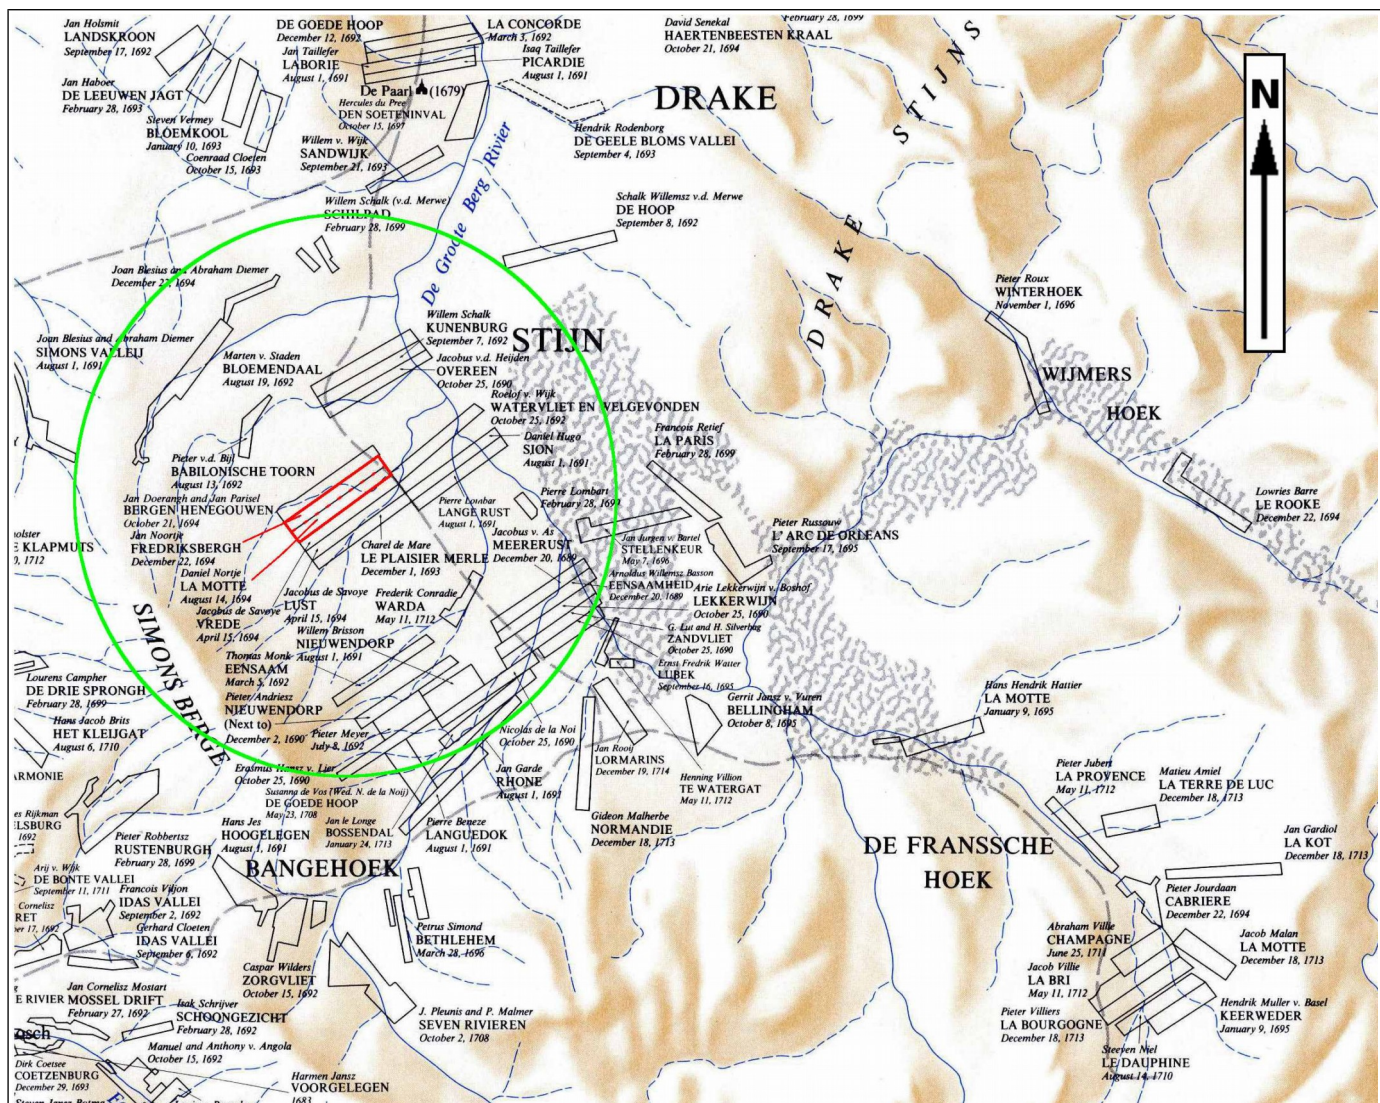 Jan Holsmit
LANDSKROON
September 17, 1692
DE GOEDE HOOP
December 12, 1692
LA CONCORDE
March 3, 1692
David Senekal
HAERTENBEESTEN KRAAL
October 21, 1694
February 28, 1699
Jan Taillefer
LABORIE
August 1, 1691
Isaq Taillefer
PICARDIE
August 1, 1691
Jan Haboer
DE LEEUWEN JAGT
February 28, 1693
De Paarl (1679)
Hercules du Pree
DEN SOETENINVAL
October 15, 1697
DRAKE
STIJNS
N
Steven Vermey
BLOEMKOOL
January 10, 1693
Coenraad Cloeten
October 15, 1693
Willem v. Wijk
SANDWIJK
September 21, 1693
Hendrik Rodenborg
DE GEELE BLOMS VALLEI
September 4, 1693
De Groote Berg Rivier
Willem Schalk (v.d. Merwe)
SCHILPAD
February 28, 1699
Schalk Willemsz v.d. Merwe
DE HOOP
September 8, 1692
DRAKE
Joan Blesius and Abraham Diemer
December 27, 1694
Pieter Roux
WINTERHOEK
November 1, 1696
Willem Schalk
KUNENBURG
September 7, 1692
STIJN
Joan Blesius and Abraham Diemer
SIMONS VALLEIJ
August 1, 1691
Marten v. Staden
BLOEMENDAAL
August 19, 1692
Jacobus v.d. Heijden
OVEREEN
October 25, 1690
WIJMERS
HOEK
Roelof v. Wijk
WATERVLIET EN WELGEVONDEN
October 25, 1692
Daniel Hugo
SION
August 1, 1691
Francois Retief
LA PARIS
February 28, 1699
Pieter v.d. Bijl
BABILONISCHE TOORN
August 13, 1692
Jan Doerangh and Jan Parisel
BERGEN HENEGOUWEN
October 21, 1694
Pierre Lombar
LANGE RUST
August 1, 1691
Pierre Lombart
February 28, 1694
Lowries Barre
LE ROOKE
December 22, 1694
Jan Noortje
FREDRIKSBERGH
December 22, 1694
Charel de Mare
LE PLAISIER MERLE
December 1, 1693
Jacobus v. As
MEERERUST
December 20, 1689
Jan Jurgen v. Bartel
STELLENKEUR
May 7, 1696
Pieter Russouw
L' ARC DE ORLEANS
September 17, 1695
KLAPMUTS
1712
Daniel Nortje
LA MOTTE
August 14, 1694
Jacobus de Savoye
LUST
April 15, 1694
Frederik Conradie
WARDA
May 11, 1712
Arnoldus Willemsz Basson
EENSAAMHEID
December 20, 1689
Arie Lekkerwijn v. Boshof
LEKKERWIJN
October 25, 1690
Jacobus de Savoye
VREDE
April 15, 1694
Willem Brisson
NIEUWENDORP
August 1, 1691
G. Lut and H. Silverbag
ZANDVLIET
October 25, 1690
SIMONS BERGE
Thomas Monk
EENSAAM
March 5, 1692
Ernst Fredrik Watter
LUBEK
September 16, 1695
Lourens Campher
DE DRIE SPRONGH
February 28, 1699
Pieter Andriesz
NIEUWENDORP
(Next to)
December 2, 1690
Pieter Meyer
July 8, 1692
Nicolas de la Noi
October 25, 1690
Gerrit Jansz v. Vuren
BELLINGHAM
October 8, 1695
Hans Hendrik Hattier
LA MOTTE
January 9, 1695
Hans Jacob Brits
HET KLEIJGAT
August 6, 1710
Jan Rooij
LORMARINS
December 19, 1714
ARMONIE
Erasmus Hansz v. Lier
October 25, 1690
Jan Garde
RHONE
August 1, 1692
Henning Villion
TE WATERGAT
May 11, 1712
Pieter Jubert
LA PROVENCE
May 11, 1712
Matieu Amiel
LA TERRE DE LUC
December 18, 1713
Susanna de Vos (Wed. N. de la Noij)
DE GOEDE HOOP
May 23, 1708
es Rijkman
ELSBURG
1692
Pieter Robbertsz
RUSTENBURGH
February 28, 1699
Hans Jes
HOOGELEGEN
August 1, 1691
Jan le Longe
BOSSENDAL
January 24, 1713
Pierre Beneze
LANGUEDOK
August 1, 1691
Gideon Malherbe
NORMANDIE
December 18, 1713
Jan Gardiol
LA KOT
December 18, 1713
DE FRANSSCHE
HOEK
BANGEHOEK
Arij v. Wijk
DE BONTE VALLEI
September 11, 1711
Francois Viljon
IDAS VALLEI
September 2, 1692
Pieter Jourdaan
CABRIERE
December 22, 1694
Cornelisz
RET
17, 1692
Gerhard Cloeten
IDAS VALLEI
September 6, 1692
Petrus Simond
BETHLEHEM
March 28, 1696
Abraham Villie
CHAMPAGNE
June 25, 1711
Jacob Malan
LA MOTTE
December 18, 1713
Caspar Wilders
ZORGVLIET
October 15, 1692
Jacob Villie
LA BRI
May 11, 1712
E RIVIER
Jan Cornelisz Mostart
MOSSEL DRIFT
February 27, 1692
Isak Schrijver
SCHOONGEZICHT
February 28, 1692
J. Pleunis and P. Malmer
SEVEN RIVIEREN
October 2, 1708
Pieter Villiers
LA BOURGOGNE
December 18, 1713
Hendrik Muller v. Basel
KEERWEDER
January 9, 1695
osch
Manuel and Anthony v. Angola
October 15, 1692
Steeven Niel
LE DAUPHINE
August 14, 1710
Dirk Coetsee
COETZENBURG
December 29, 1693
Harmen Jansz
VOORGELEGEN
1683